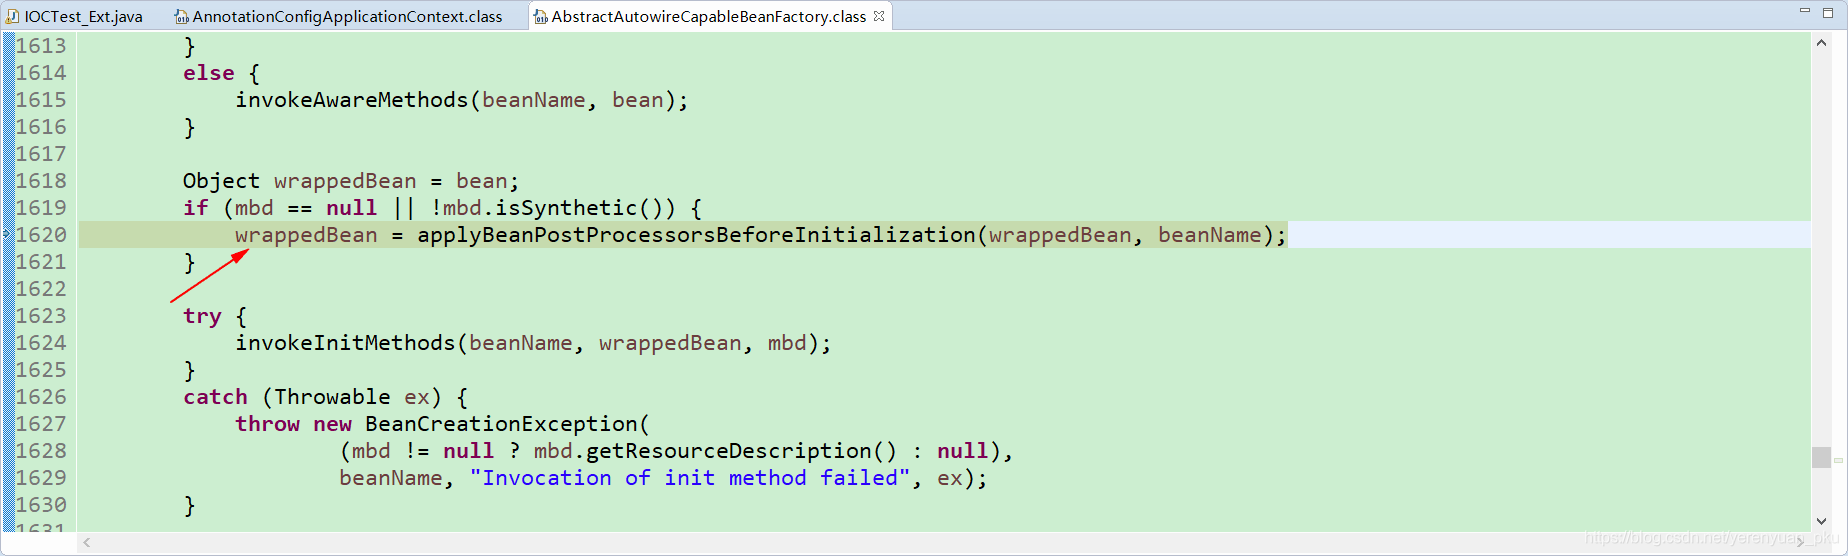 IOCTest_Ext.java AnnotationConfigApplicationContext.class AbstractAutowireCapableBeanFactory.class
1613 }
1614 else {
1615 invokeAwareMethods(beanName, bean);
1616 }
1617
1618 Object wrappedBean = bean;
1619 if (mbd == null || !mbd.isSynthetic()) {
1620 wrappedBean = applyBeanPostProcessorsBeforeInitialization(wrappedBean, beanName);
1621 }
1622
1623 try {
1624 invokeInitMethods(beanName, wrappedBean, mbd);
1625 }
1626 catch (Throwable ex) {
1627 throw new BeanCreationException(
1628 (mbd != null ? mbd.getResourceDescription() : null),
1629 beanName, "Invocation of init method failed", ex);
1630 }
1631
https://blog.csdn.net/yerenyuan_pku